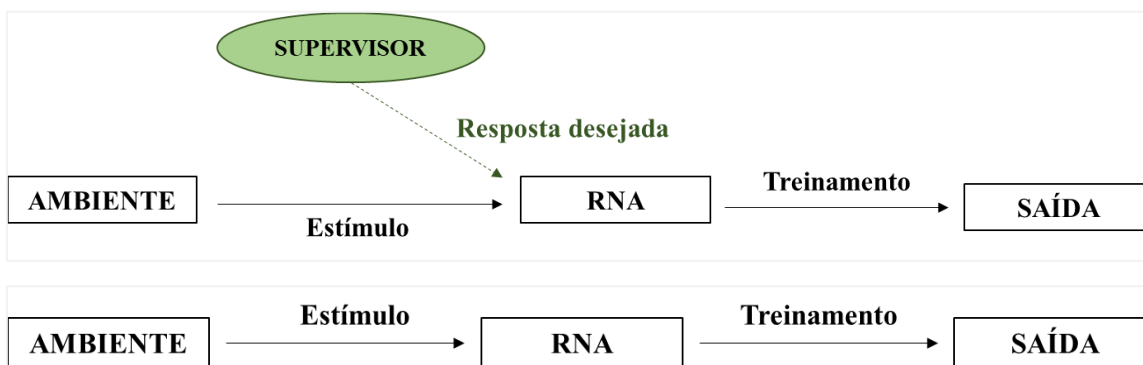 SUPERVISOR
Resposta desejada
AMBIENTE
Estímulo
RNA
Treinamento
SAÍDA
AMBIENTE
Estímulo
RNA
Treinamento
SAÍDA